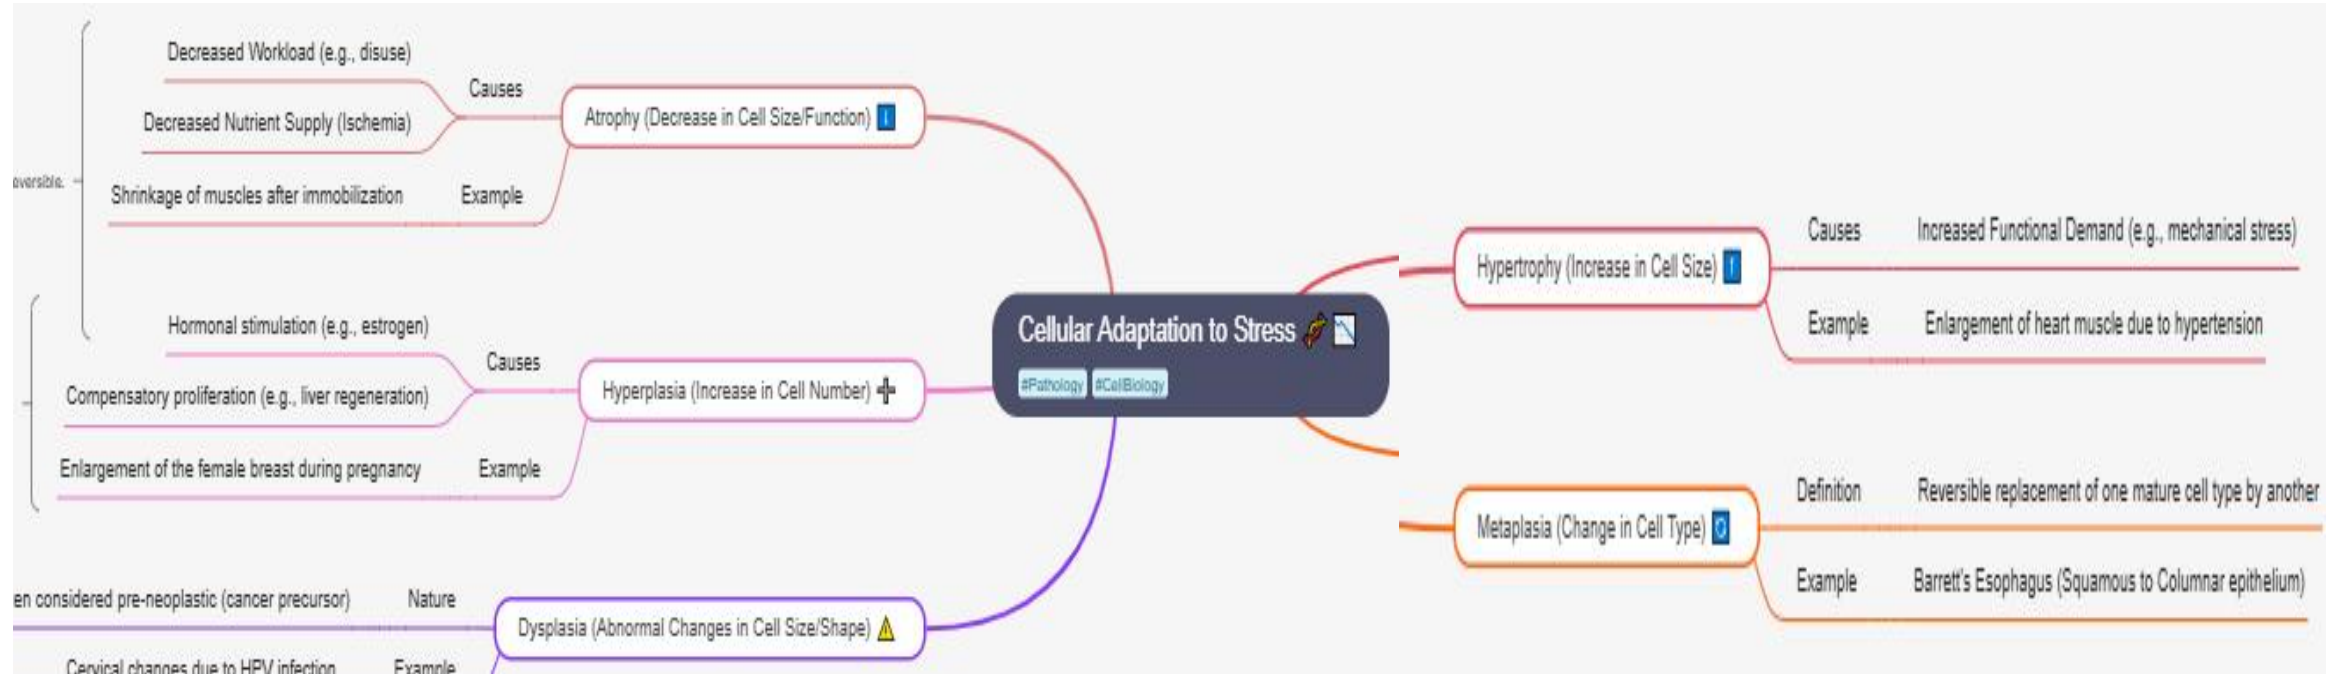 Decreased Workload (e.g., disuse)
Decreased Nutrient Supply (Ischemia)
Causes
Atrophy (Decrease in Cell Size/Function)
Shrinkage of muscles after immobilization
Example
Hormonal stimulation (e.g., estrogen)
Compensatory proliferation (e.g., liver regeneration)
Causes
Hyperplasia (Increase in Cell Number)
Enlargement of the female breast during pregnancy
Example
en considered pre-neoplastic (cancer precursor)
Nature
Dysplasia (Abnormal Changes in Cell Size/Shape)
Cervical changes due to HPV infection
Example
Cellular Adaptation to Stress
#Pathology #CellBiology
Hypertrophy (Increase in Cell Size)
Causes
Increased Functional Demand (e.g., mechanical stress)
Example
Enlargement of heart muscle due to hypertension
Metaplasia (Change in Cell Type)
Definition
Reversible replacement of one mature cell type by another
Example
Barrett's Esophagus (Squamous to Columnar epithelium)